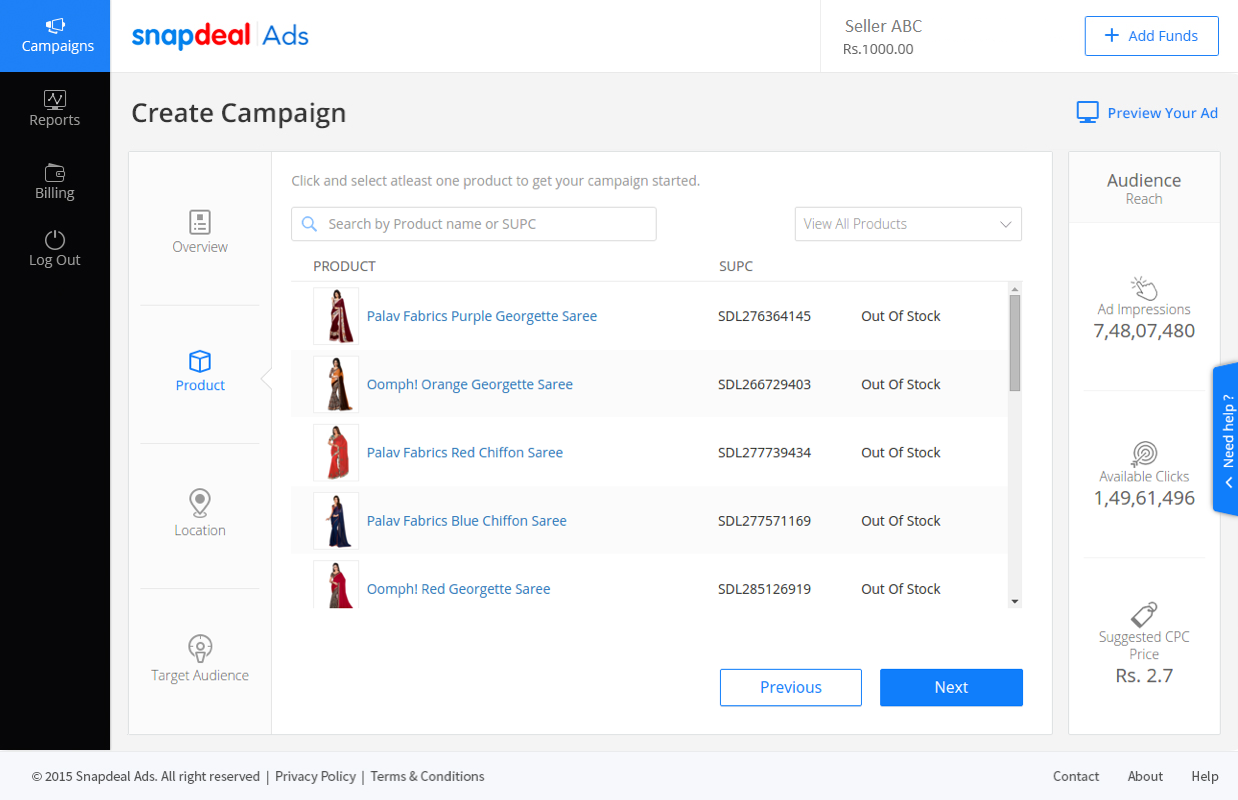 Campaigns
Reports
Billing
Log Out
snapdeal Ads
Seller ABC
Rs.1000.00
+ Add Funds
Create Campaign
Preview Your Ad
Overview
Product
Location
Target Audience
Click and select atleast one product to get your campaign started.
Search by Product name or SUPC
View All Products
PRODUCT SUPC
Palav Fabrics Purple Georgette Saree SDL276364145 Out Of Stock
Oomph! Orange Georgette Saree SDL266729403 Out Of Stock
Palav Fabrics Red Chiffon Saree SDL277739434 Out Of Stock
Palav Fabrics Blue Chiffon Saree SDL277571169 Out Of Stock
Oomph! Red Georgette Saree SDL285126919 Out Of Stock
Previous
Next
Audience
Reach
Ad Impressions
7,48,07,480
Available Clicks
1,49,61,496
Suggested CPC
Price
Rs. 2.7
Need help ?
© 2015 Snapdeal Ads. All right reserved | Privacy Policy | Terms & Conditions
Contact About Help